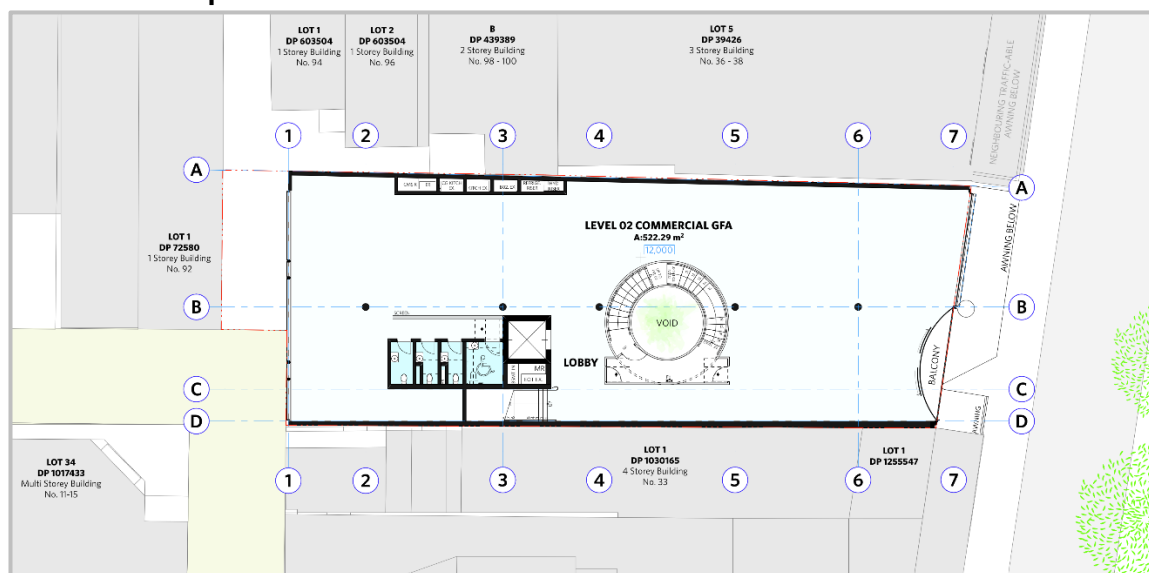 LOT 1
DP 603504
1 Storey Building
No. 94
LOT 2
DP 603504
1 Storey Building
No. 96
B
DP 439389
2 Storey Building
No. 98 - 100
LOT 5
DP 39426
3 Storey Building
No. 36 - 38
NEIGHBOURING TRAFFIC-ABLE
AWNING BELOW
1
2
3
4
5
6
7
A
A
LEVEL 02 COMMERCIAL GFA
A:522.29 m²
12,000
AWNING BELOW
LOT 1
DP 72580
1 Storey Building
No. 92
B
B
VOID
LOBBY
MR
BALCONY
C
C
AWNING
D
D
LOT 34
DP 1017433
Multi Storey Building
No. 11-15
LOT 1
DP 1030165
4 Storey Building
No. 33
LOT 1
DP 1255547
1
2
3
4
5
6
7